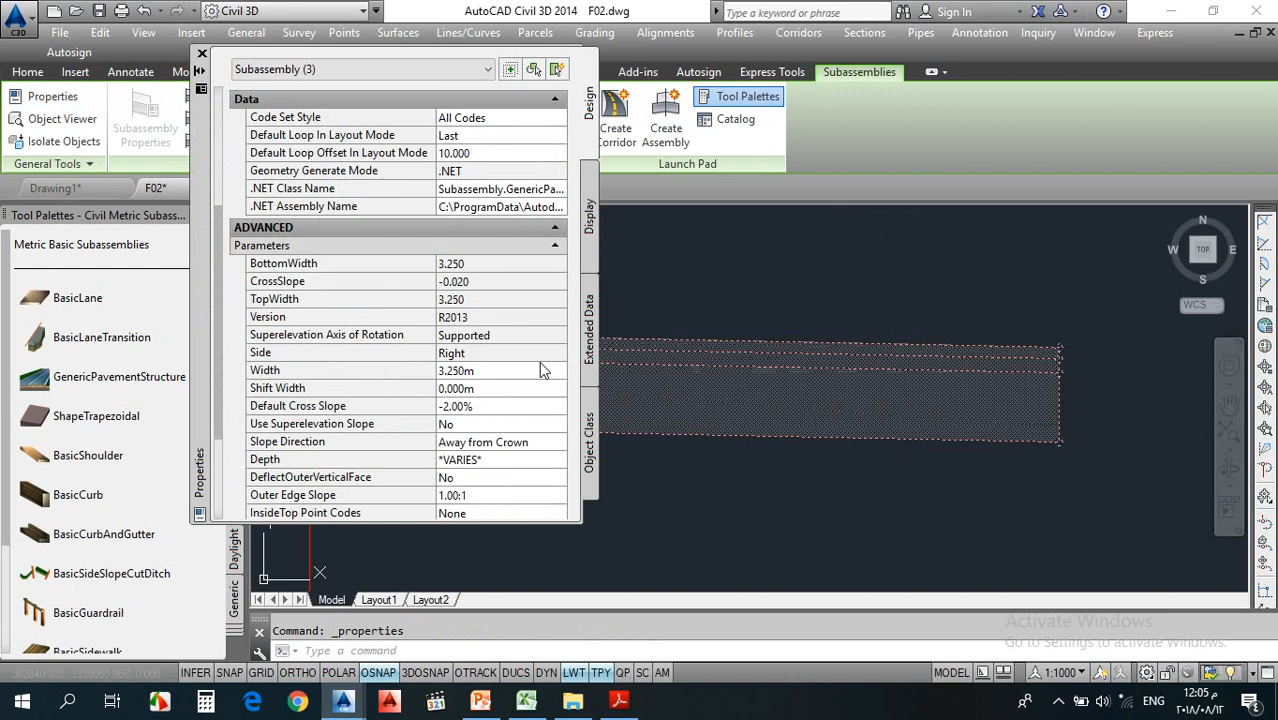 C3D
Civil 3D
AutoCAD Civil 3D 2014 F02.dwg
Type a keyword or phrase
Sign In
File Edit View Insert General Survey Points Surfaces Lines/Curves Parcels Grading Alignments Profiles Corridors Sections Pipes Annotation Inquiry Window Express
Autosign
Home Insert Annotate Add-ins Autosign Express Tools Subassemblies
Properties
Object Viewer
Isolate Objects
Subassembly
Properties
General Tools
Create
Corridor
Create
Assembly
Tool Palettes
Catalog
Launch Pad
Drawing1*
F02*
Tool Palettes - Civil Metric Subass...
Metric Basic Subassemblies
BasicLane
BasicLaneTransition
GenericPavementStructure
ShapeTrapezoidal
BasicShoulder
BasicCurb
BasicCurbAndGutter
BasicSideSlopeCutDitch
BasicGuardrail
BasicSidewalk
Daylight
Generic
Properties
Subassembly (3)
Design
Display
Extended Data
Object Class
Data
Code Set Style All Codes
Default Loop In Layout Mode Last
Default Loop Offset In Layout Mode 10.000
Geometry Generate Mode .NET
.NET Class Name Subassembly.GenericPa...
.NET Assembly Name C:\ProgramData\Autod...
ADVANCED
Parameters
BottomWidth 3.250
CrossSlope -0.020
TopWidth 3.250
Version R2013
Superelevation Axis of Rotation Supported
Side Right
Width 3.250m
Shift Width 0.000m
Default Cross Slope -2.00%
Use Superelevation Slope No
Slope Direction Away from Crown
Depth *VARIES*
DeflectOuterVerticalFace No
Outer Edge Slope 1.00:1
InsideTop Point Codes None
N
W TOP E
S
WCS
Model Layout1 Layout2
Command: _properties
Type a command
Activate Windows
Go to Settings to activate Windows.
INFER SNAP GRID ORTHO POLAR OSNAP 3DOSNAP OTRACK DUCS DYN LWT TPY QP SC AM
MODEL
1:1000
321
ENG
12:05 م
٢٠١٨/٠٨/١٢